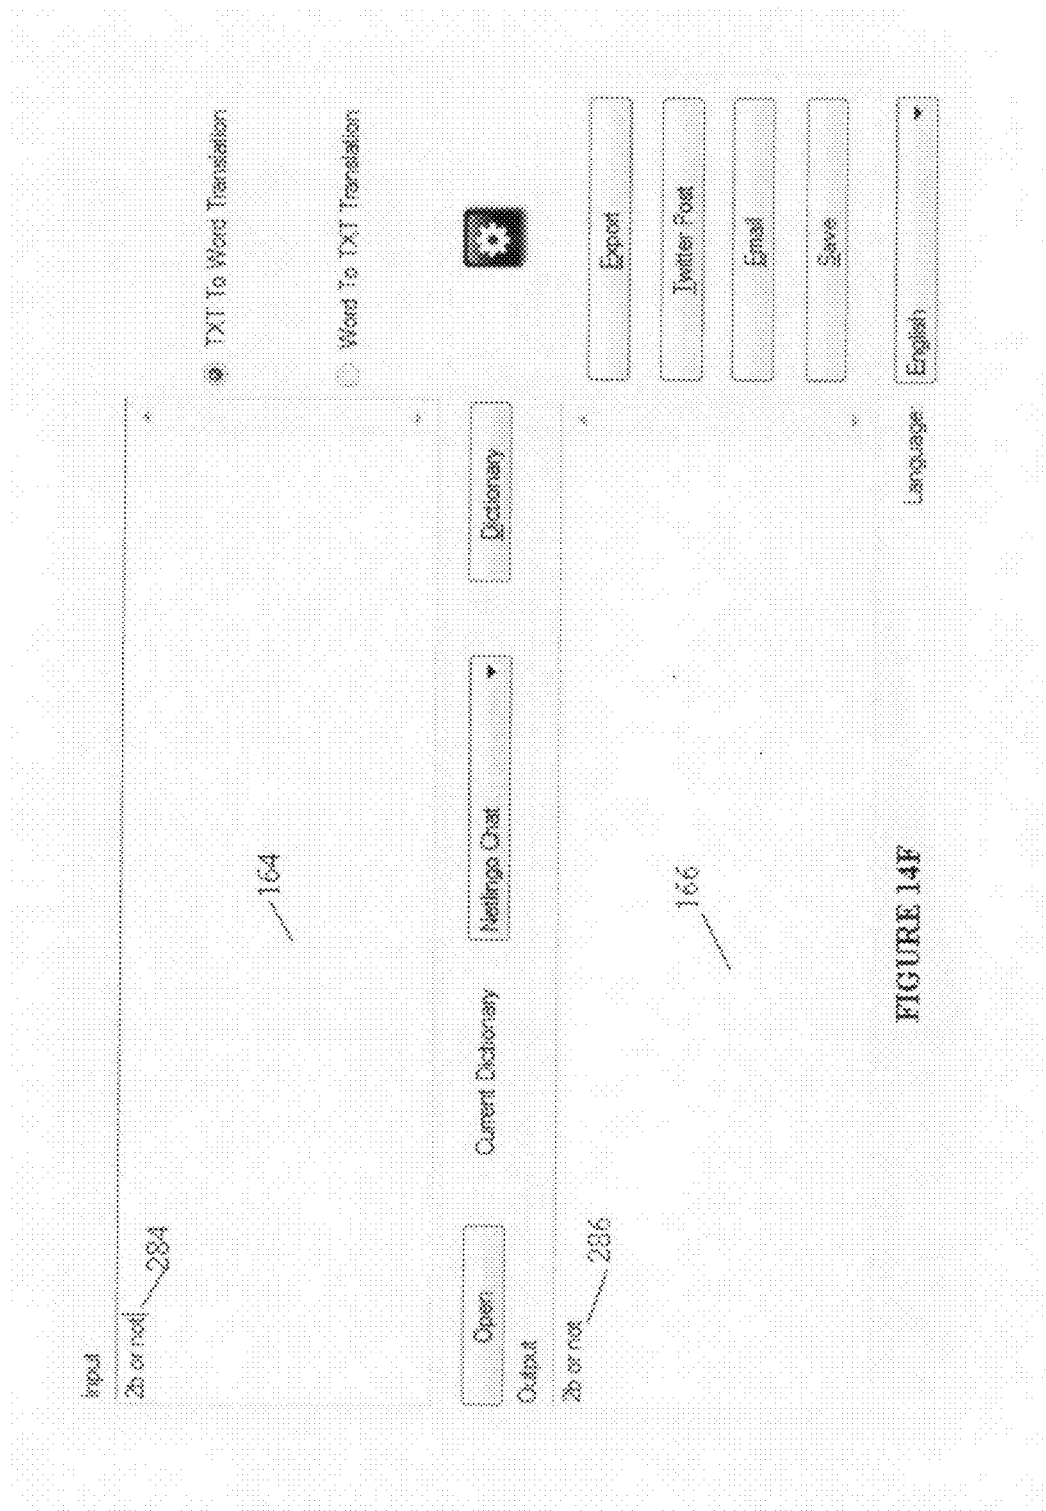 Input
2b or not
284
TXT To Word Translation
164
Word To TXT Translation
Open
Current Dictionary
Netlingo Chat
Dictionary
Output
2b or not
286
166
Export
Twitter Post
Email
Save
Language
English
FIGURE 14F